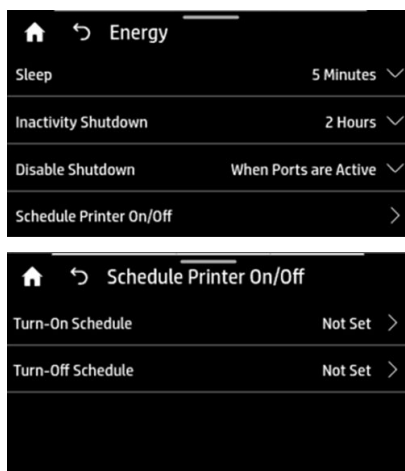 Energy
Sleep 5 Minutes
Inactivity Shutdown 2 Hours
Disable Shutdown When Ports are Active
Schedule Printer On/Off
Schedule Printer On/Off
Turn-On Schedule Not Set
Turn-Off Schedule Not Set